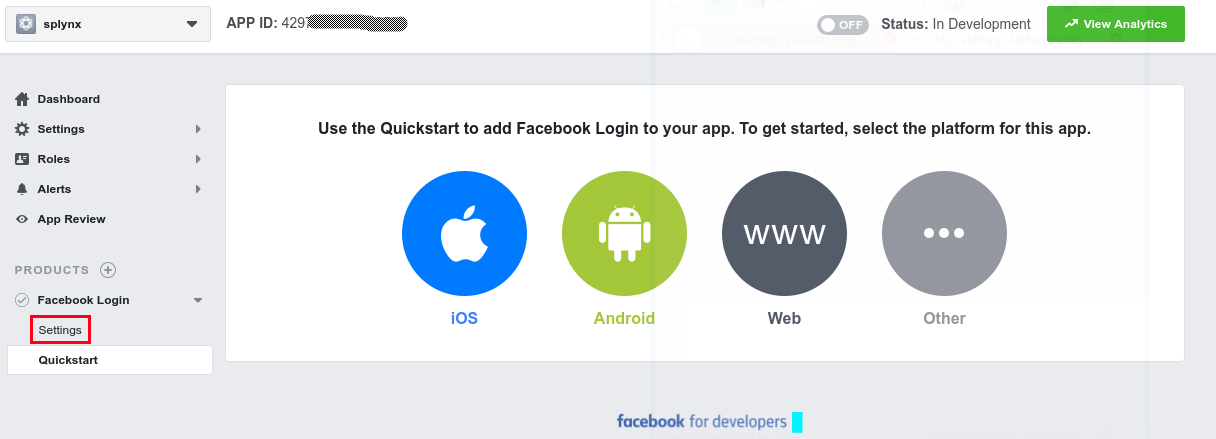 splynx
APP ID: 4297
OFF
Status: In Development
View Analytics
Dashboard
Settings
Roles
Alerts
App Review
PRODUCTS
Facebook Login
Settings
Quickstart
Use the Quickstart to add Facebook Login to your app. To get started, select the platform for this app.
www
iOS
Android
Web
Other
facebook for developers